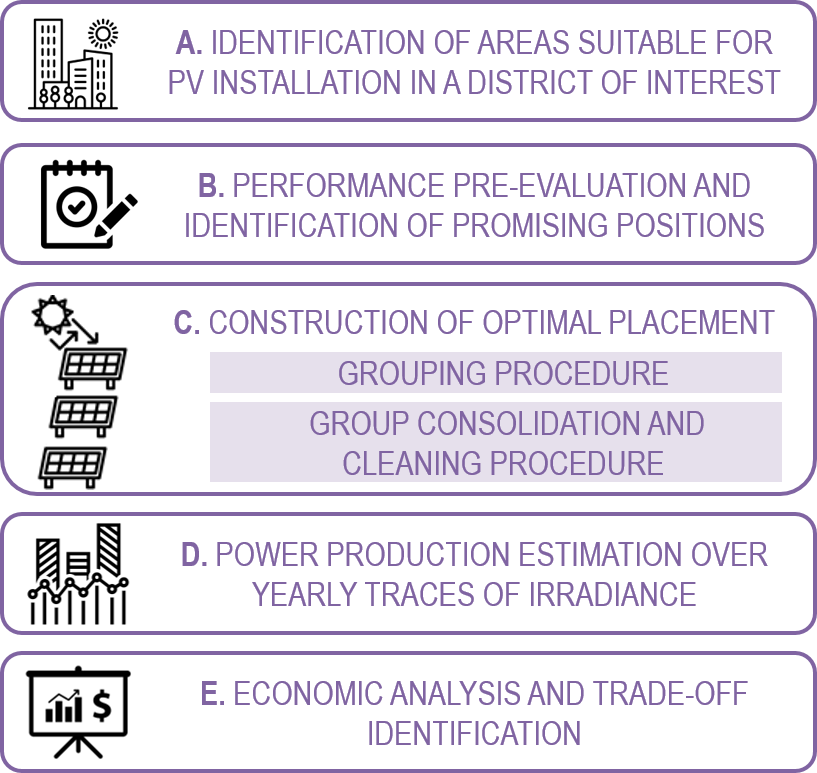 A. IDENTIFICATION OF AREAS SUITABLE FOR
PV INSTALLATION IN A DISTRICT OF INTEREST
B. PERFORMANCE PRE-EVALUATION AND
IDENTIFICATION OF PROMISING POSITIONS
C. CONSTRUCTION OF OPTIMAL PLACEMENT
GROUPING PROCEDURE
GROUP CONSOLIDATION AND
CLEANING PROCEDURE
D. POWER PRODUCTION ESTIMATION OVER
YEARLY TRACES OF IRRADIANCE
$
E. ECONOMIC ANALYSIS AND TRADE-OFF
IDENTIFICATION